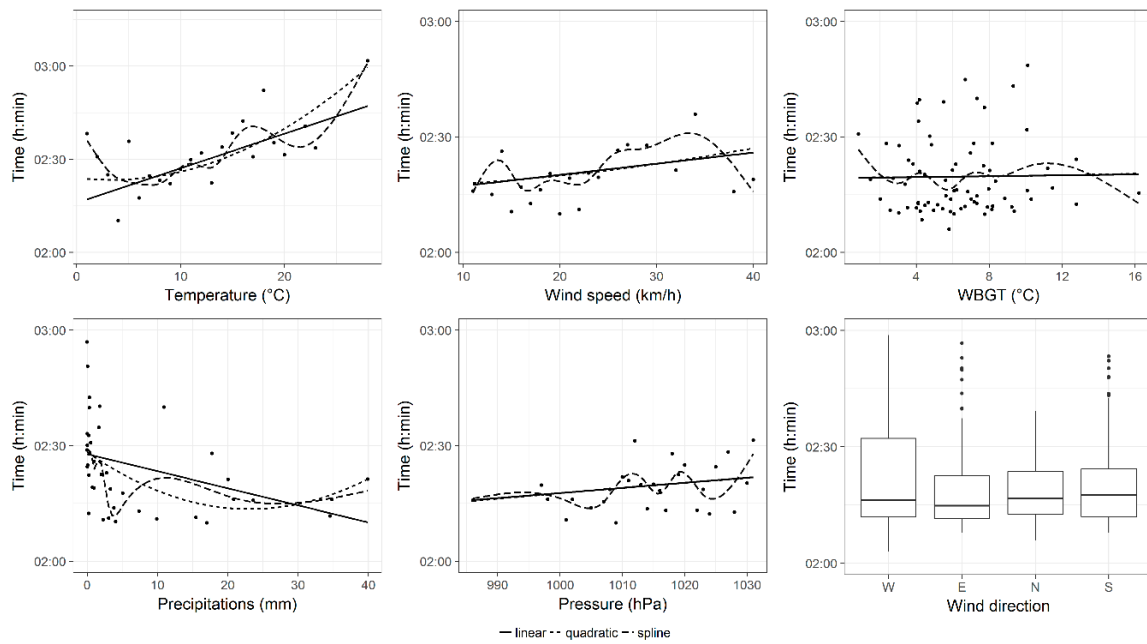 Time (h:min)
03:00
02:30
02:00
0 10 20
Temperature (°C)
Time (h:min)
03:00
02:30
02:00
10 20 30 40
Wind speed (km/h)
Time (h:min)
03:00
02:30
02:00
4 8 12 16
WBGT (°C)
Time (h:min)
03:00
02:30
02:00
0 10 20 30 40
Precipitations (mm)
Time (h:min)
03:00
02:30
02:00
990 1000 1010 1020 1030
Pressure (hPa)
Time (h:min)
03:00
02:30
02:00
W E N S
Wind direction
linear quadratic spline